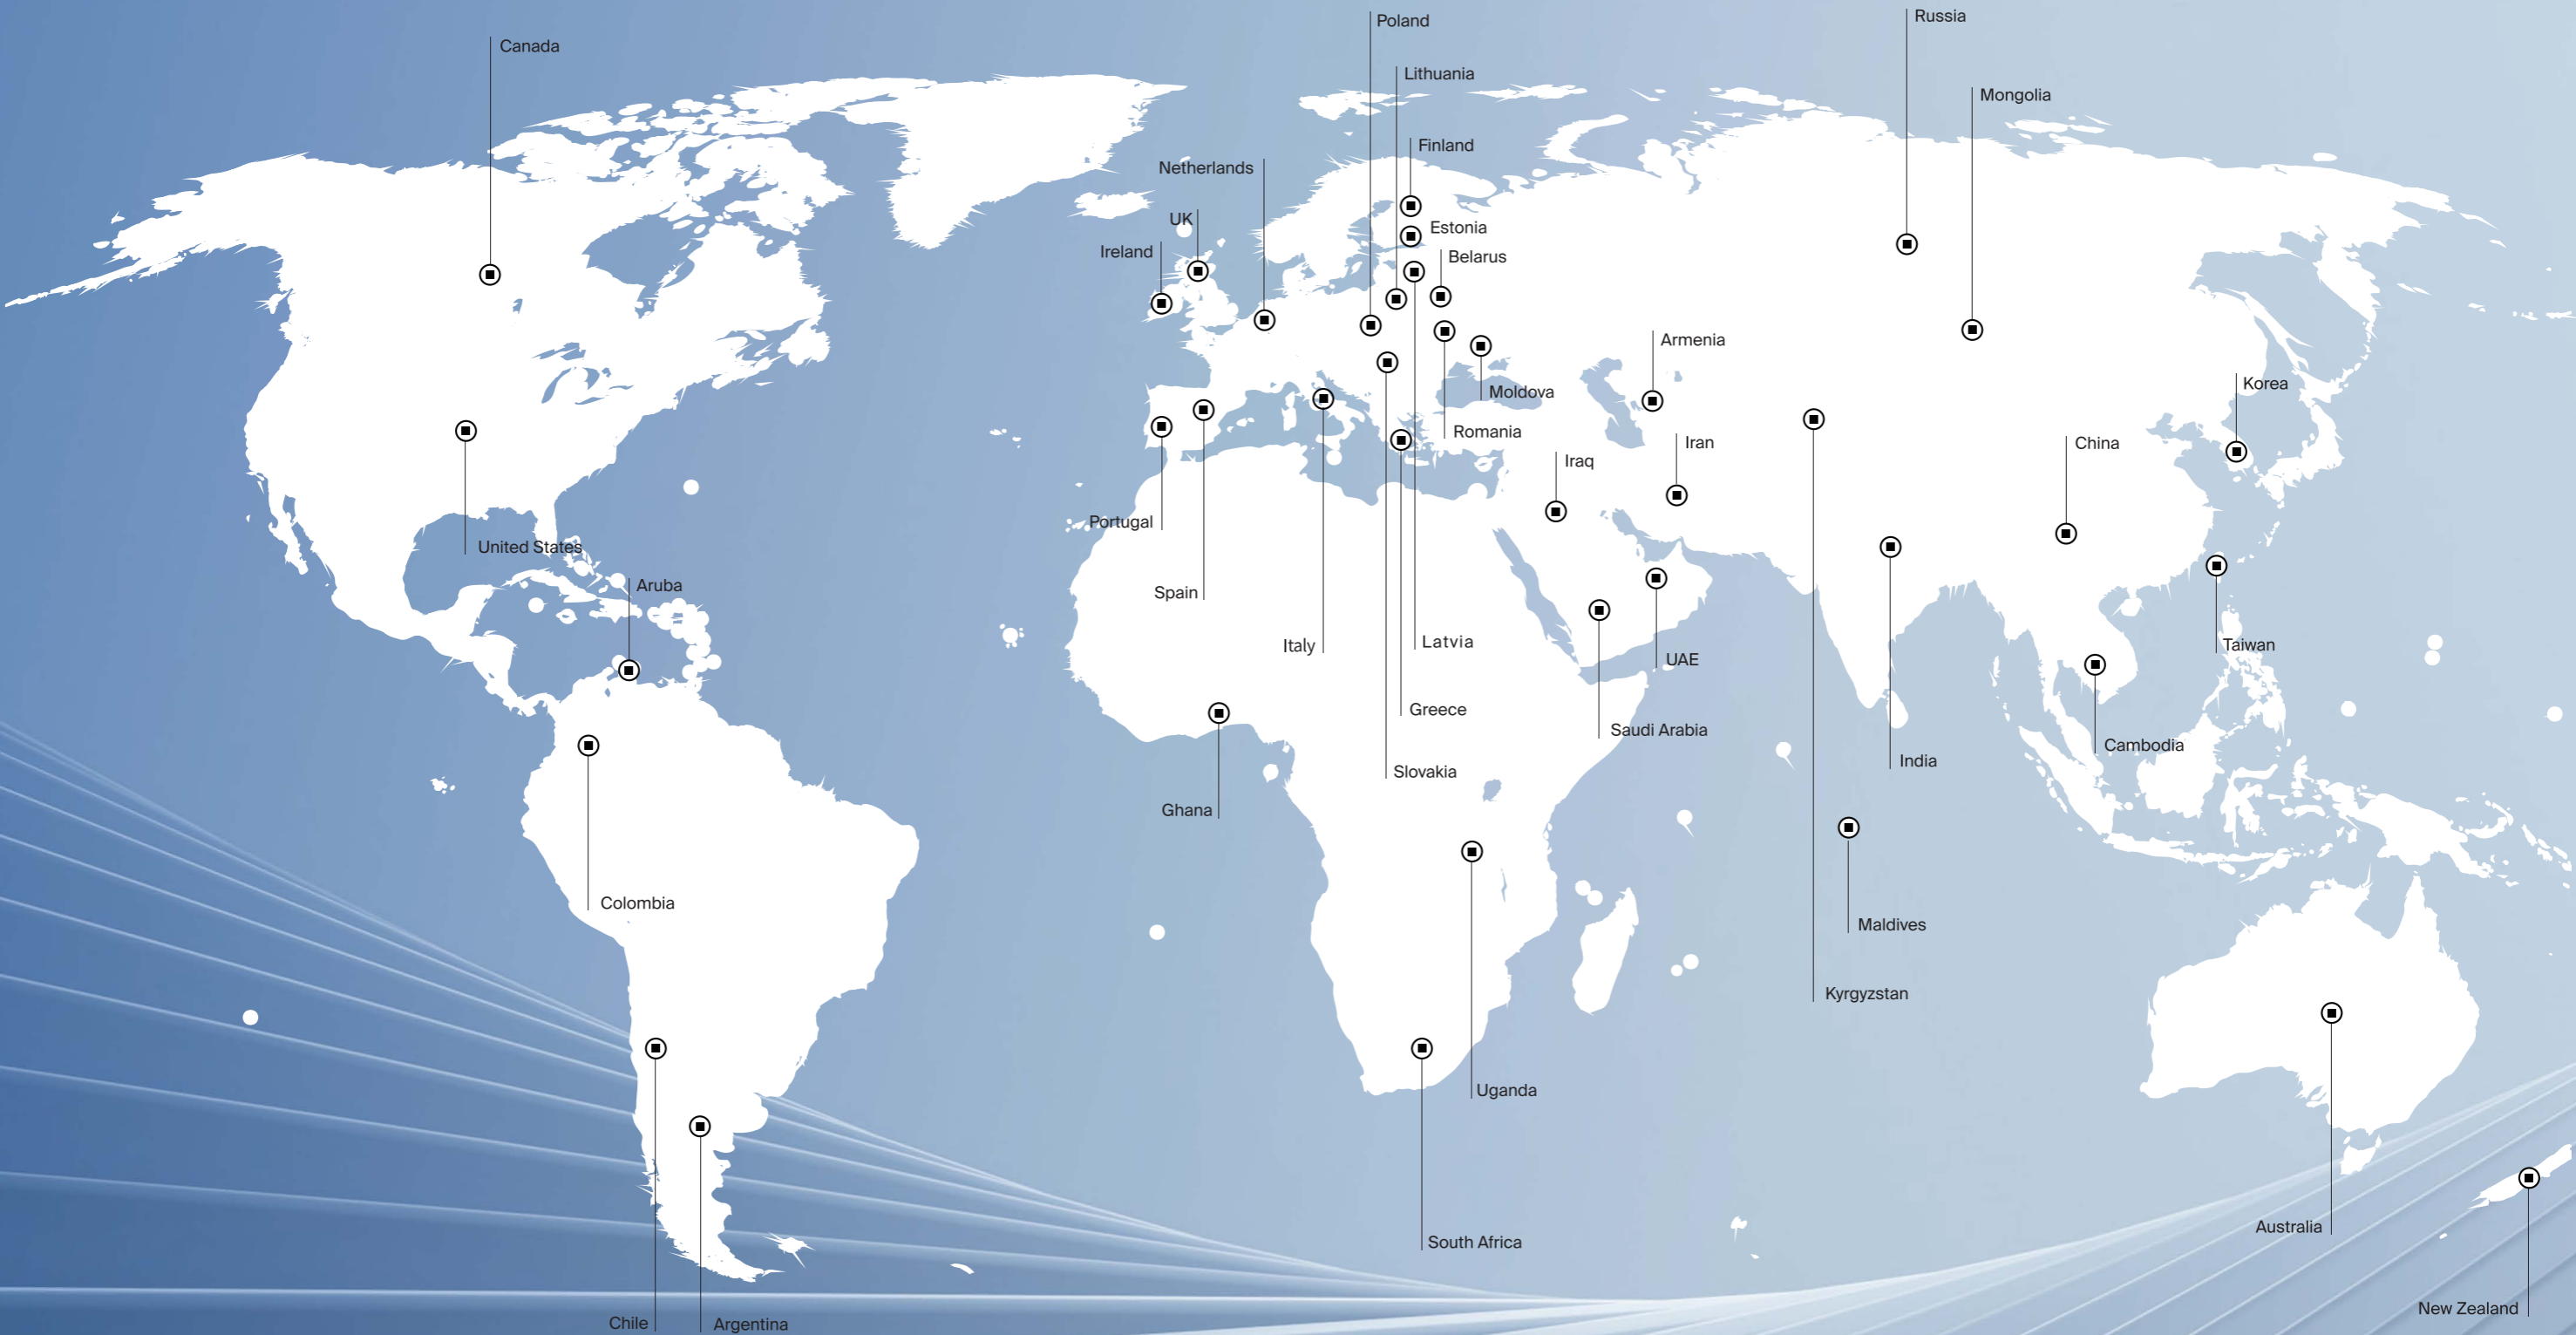 Russia
Poland
Canada
Lithuania
Mongolia
Finland
Netherlands
UK
Estonia
Ireland
Belarus
Armenia
Korea
Moldova
Romania
Iran
China
Iraq
Portugal
United States
Aruba
Spain
Latvia
Italy
Taiwan
UAE
Greece
Saudi Arabia
Cambodia
India
Slovakia
Ghana
Colombia
Maldives
Kyrgyzstan
Uganda
Australia
South Africa
New Zealand
Chile
Argentina